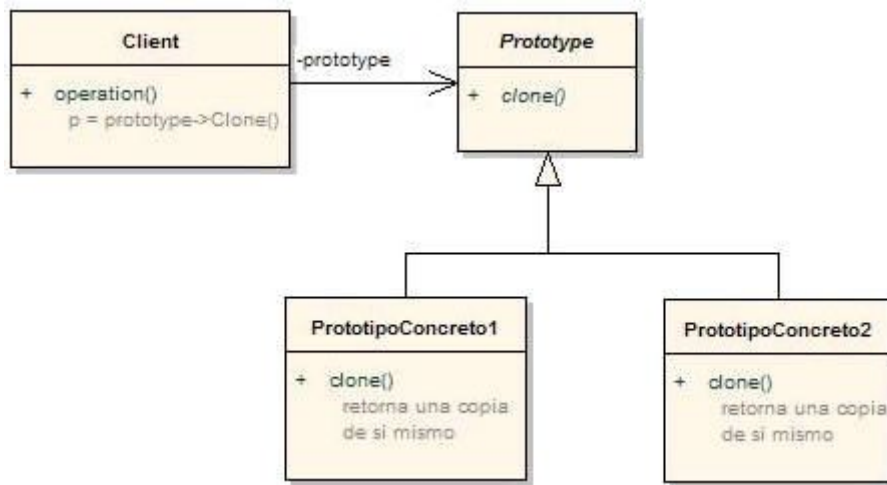 Client
+ operation()
p = prototype->Clone()
-prototype
Prototype
+ clone()
PrototipoConcreto1
+ clone()
retorna una copia
de si mismo
PrototipoConcreto2
+ clone()
retorna una copia
de si mismo